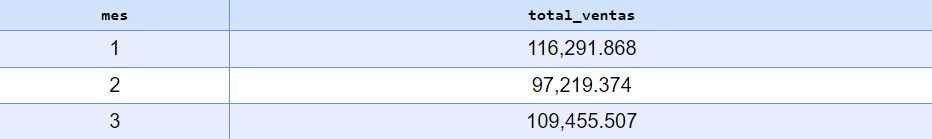 mes total_ventas
1 116,291.868
2 97,219.374
3 109,455.507